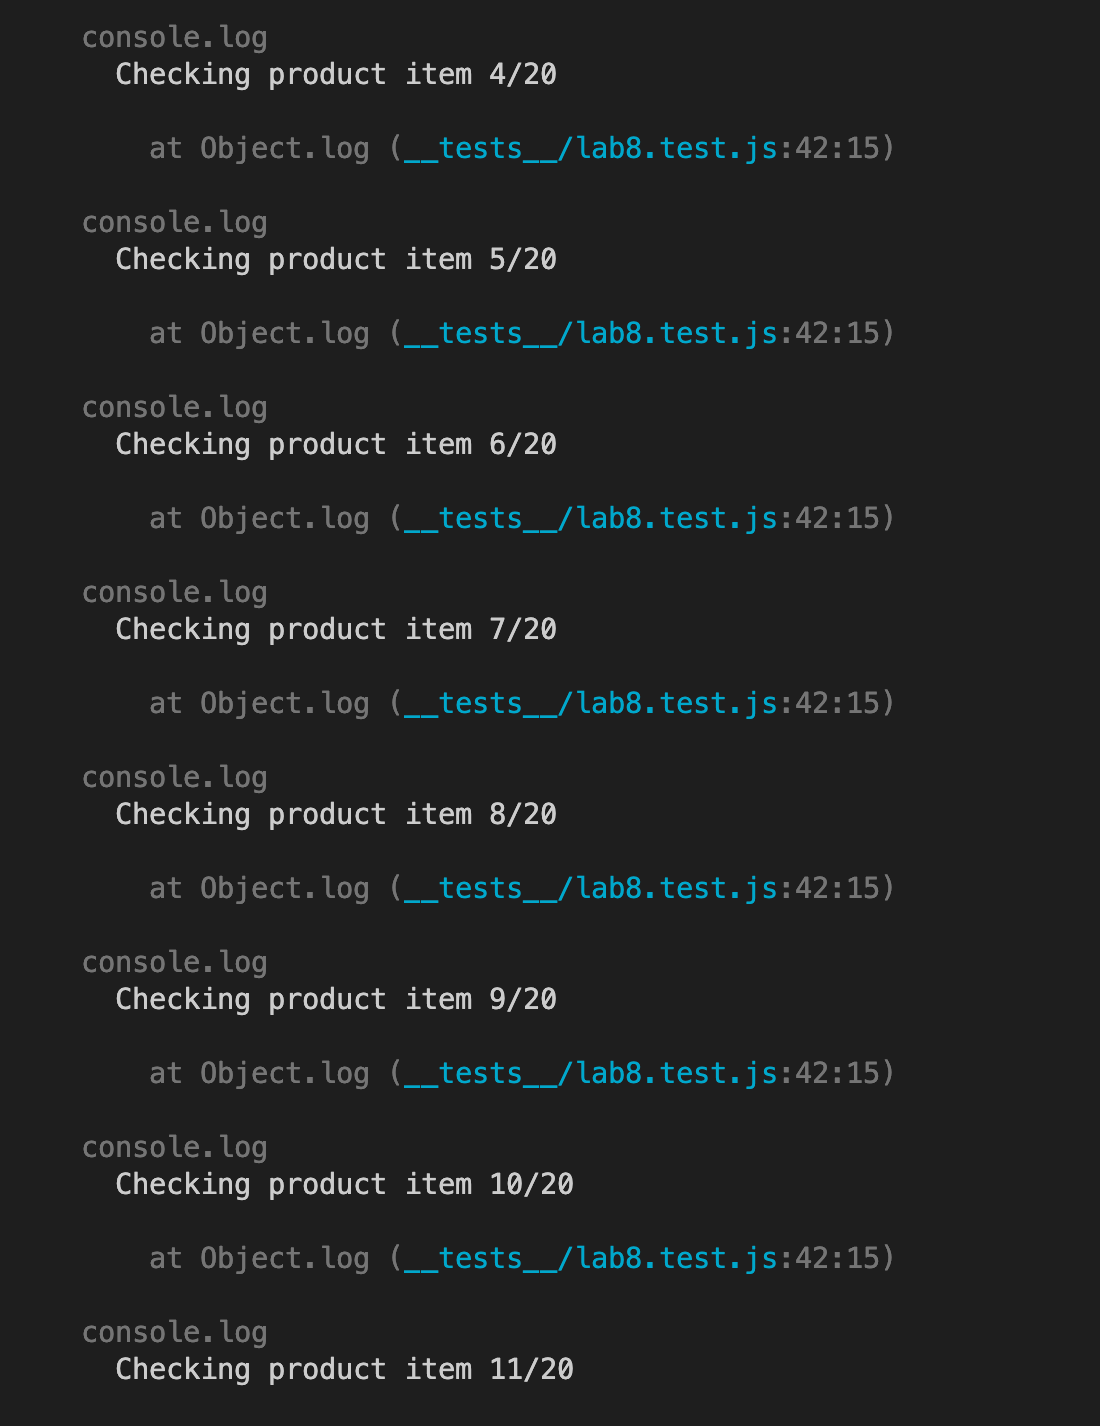 console.log
Checking product item 4/20
at Object.log (__tests__/lab8.test.js:42:15)
console.log
Checking product item 5/20
at Object.log (__tests__/lab8.test.js:42:15)
console.log
Checking product item 6/20
at Object.log (__tests__/lab8.test.js:42:15)
console.log
Checking product item 7/20
at Object.log (__tests__/lab8.test.js:42:15)
console.log
Checking product item 8/20
at Object.log (__tests__/lab8.test.js:42:15)
console.log
Checking product item 9/20
at Object.log (__tests__/lab8.test.js:42:15)
console.log
Checking product item 10/20
at Object.log (__tests__/lab8.test.js:42:15)
console.log
Checking product item 11/20